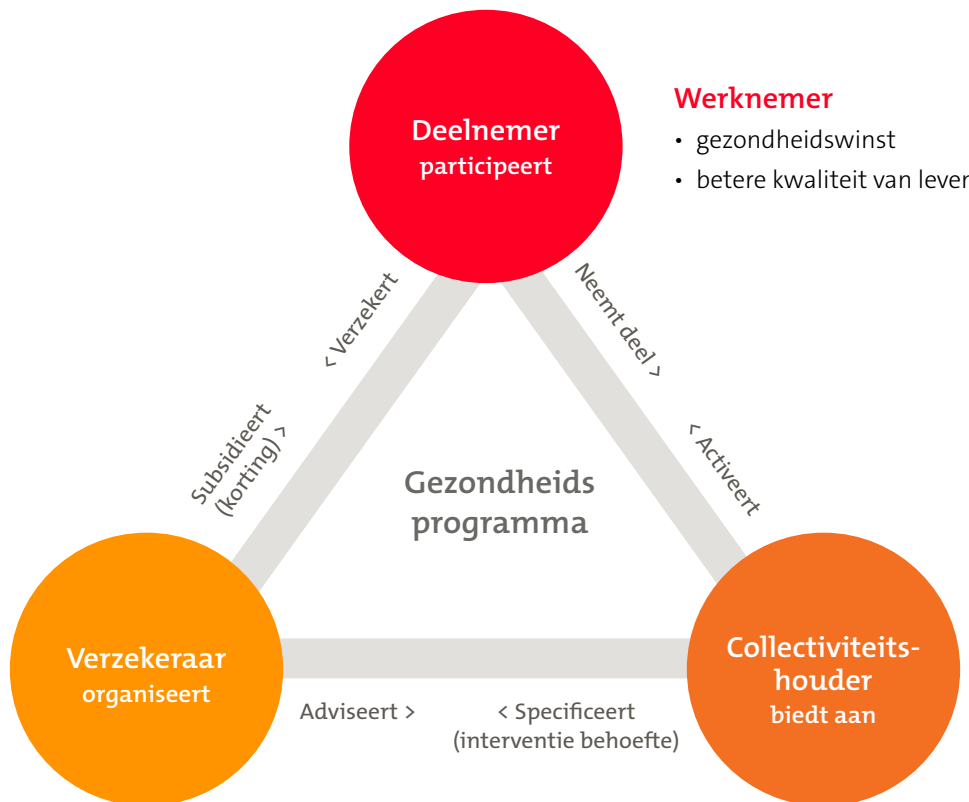 Deelnemer
participeert
Werknemer
• gezondheidswinst
• betere kwaliteit van lever
< Verzekert
Neemt deel >
Subsidieert
(korting) >
< Activeert
Gezondheids
programma
Verzekeraar
organiseert
Collectiviteits-
houder
biedt aan
Adviseert >
< Specificeert
(interventie behoefte)